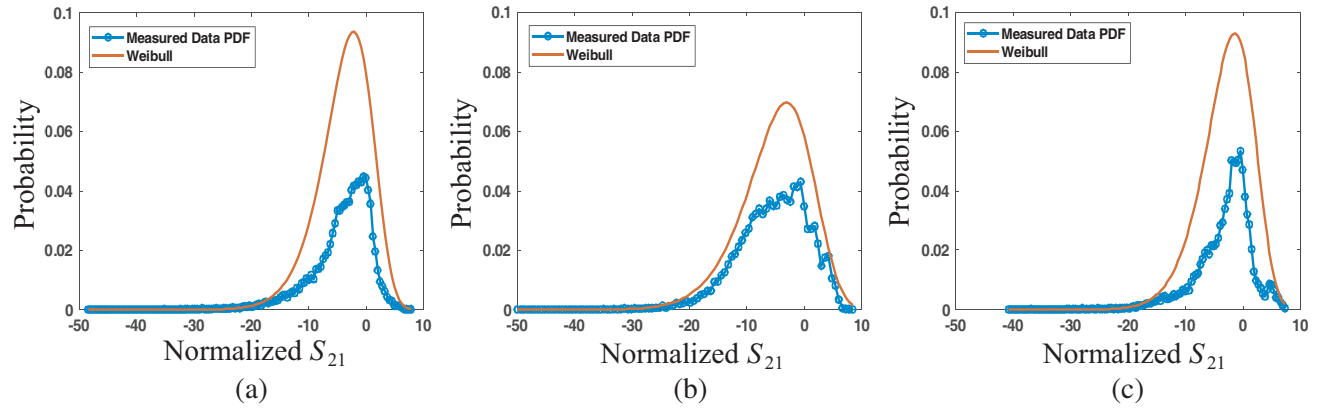 0.1
Measured Data PDF
Weibull
0.08
0.06
0.04
0.02
0
Probability
-50 -40 -30 -20 -10 0 10
Normalized S21
(a)
0.1
Measured Data PDF
Weibull
0.08
0.06
0.04
0.02
0
Probability
-50 -40 -30 -20 -10 0 10
Normalized S21
(b)
0.1
Measured Data PDF
Weibull
0.08
0.06
0.04
0.02
0
Probability
-50 -40 -30 -20 -10 0 10
Normalized S21
(c)